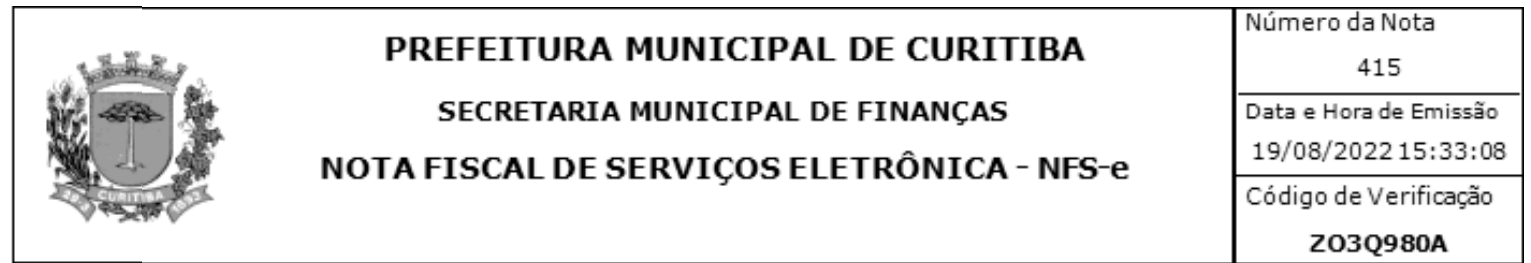 PREFEITURA MUNICIPAL DE CURITIBA
SECRETARIA MUNICIPAL DE FINANÇAS
NOTA FISCAL DE SERVIÇOS ELETRÔNICA - NFS-e
CURITIBA
Número da Nota
415
Data e Hora de Emissão
19/08/2022 15:33:08
Código de Verificação
ZO3Q980A